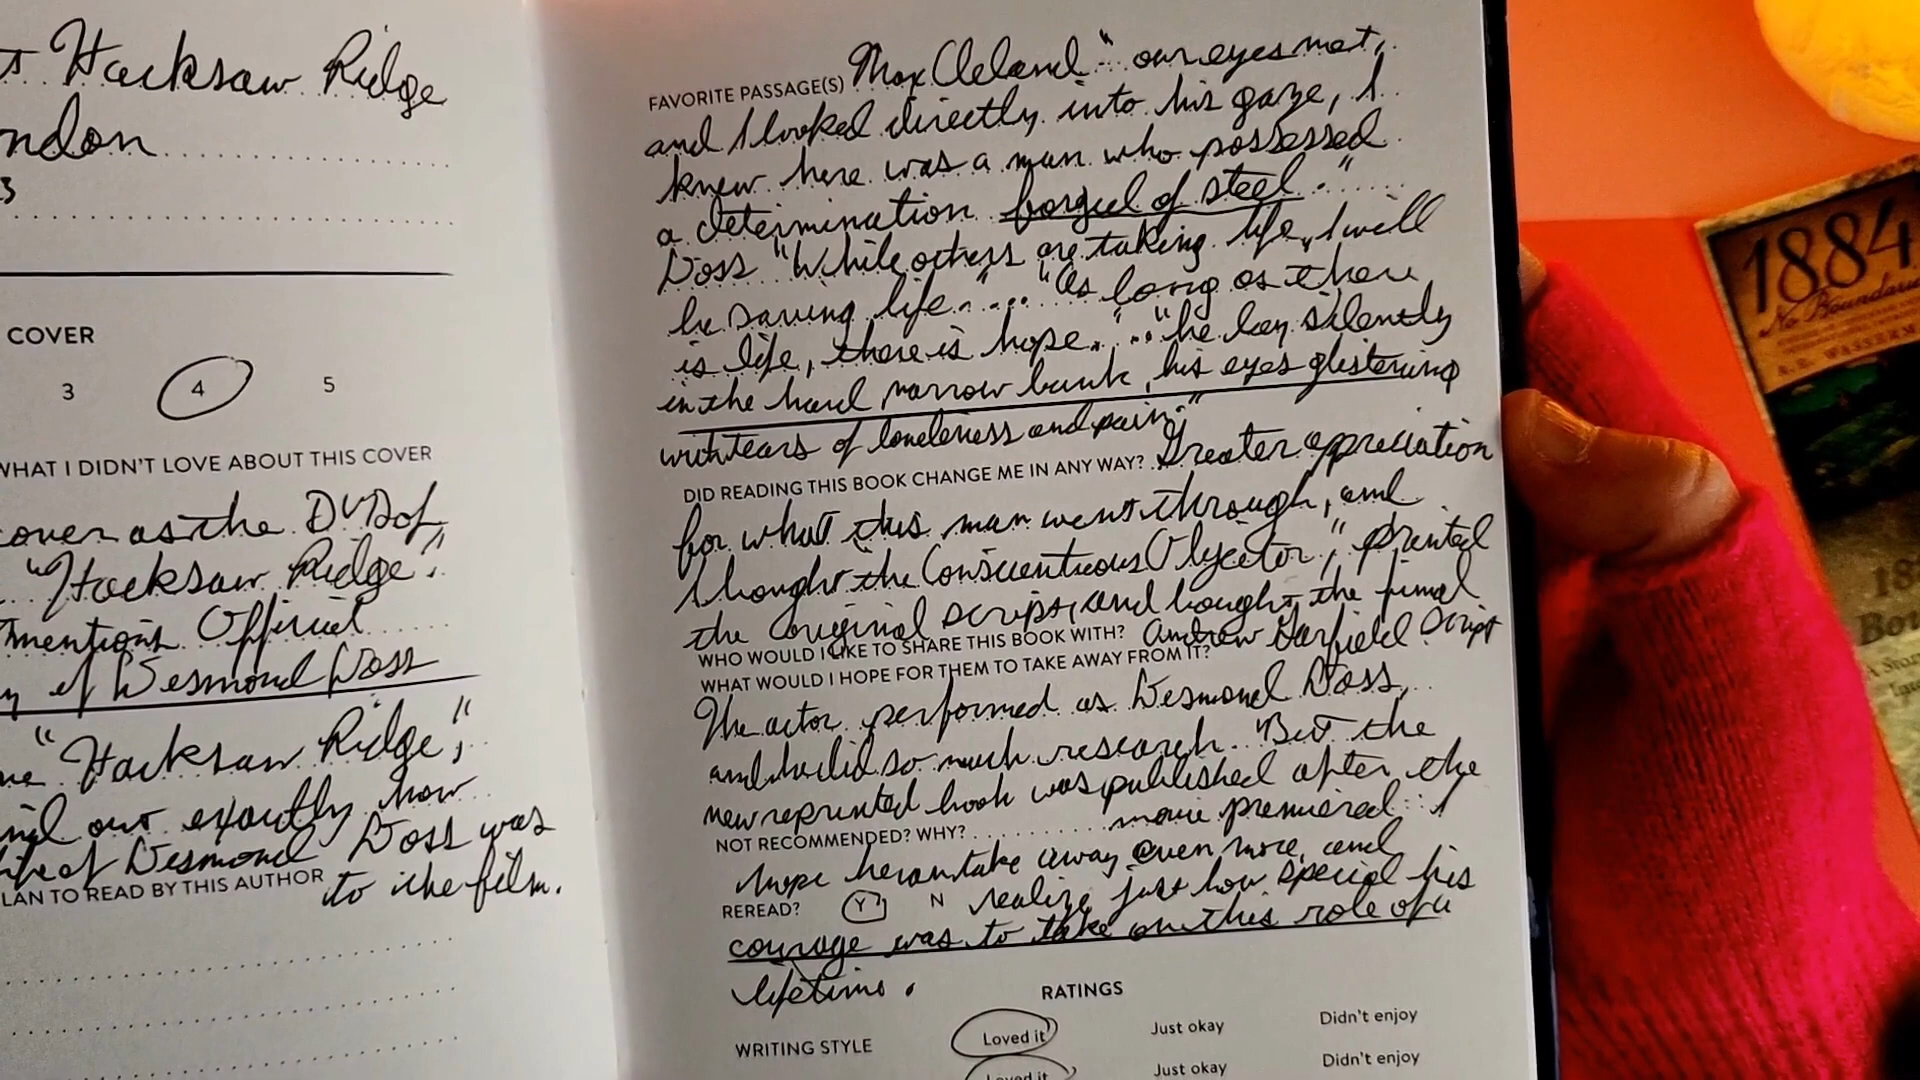 Hacksaw Ridge
ndon
3
COVER
3 4 5
WHAT I DIDN'T LOVE ABOUT THIS COVER
cover as the DVD of
"Hacksaw Ridge".
mentions Official
of Desmond Doss
"Hacksaw Ridge",
out exactly how
life of Desmond Doss was
LAN TO READ BY THIS AUTHOR to the film.
FAVORITE PASSAGE(S) Max Cleland "our eyes met,
and I looked directly into his gaze, I
knew here was a man who possessed
a determination forged of steel."
Doss "While others are taking life, I will
be saving life."... "As long as there
is life, there is hope."..."he lay silently
in the hard narrow bunk, his eyes glistening
with tears of loneliness and pain."
DID READING THIS BOOK CHANGE ME IN ANY WAY? Greater appreciation
for what this man went through, and
I bought "the Conscientious Objector," printed
the original script, and bought the final
WHO WOULD I LIKE TO SHARE THIS BOOK WITH? Andrew Garfield script
WHAT WOULD I HOPE FOR THEM TO TAKE AWAY FROM IT?
The actor performed as Desmond Doss,
and he did so much research. But the
new reprinted book was published after the
NOT RECOMMENDED? WHY? movie premiered. I
hope he can take away even more, and
REREAD? Y N realize just how special his
courage was to take on this role of a
lifetime.
RATINGS
WRITING STYLE Loved it Just okay Didn't enjoy
Loved it Just okay Didn't enjoy
1884
No Boundaries